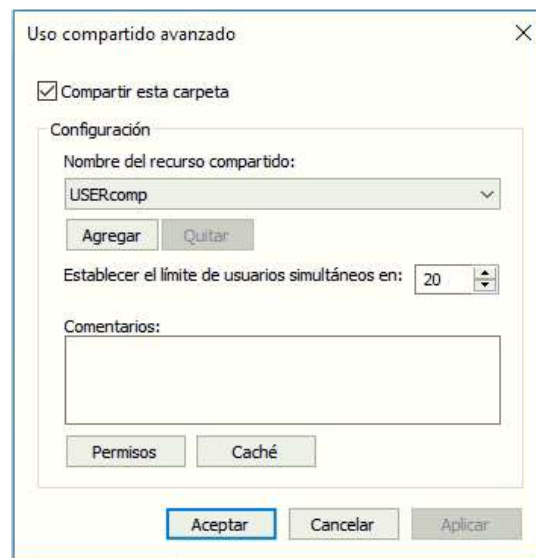 Uso compartido avanzado
Compartir esta carpeta
Configuración
Nombre del recurso compartido:
USERcomp
Agregar Quitar
Establecer el límite de usuarios simultáneos en: 20
Comentarios:
Permisos Caché
Aceptar Cancelar Aplicar